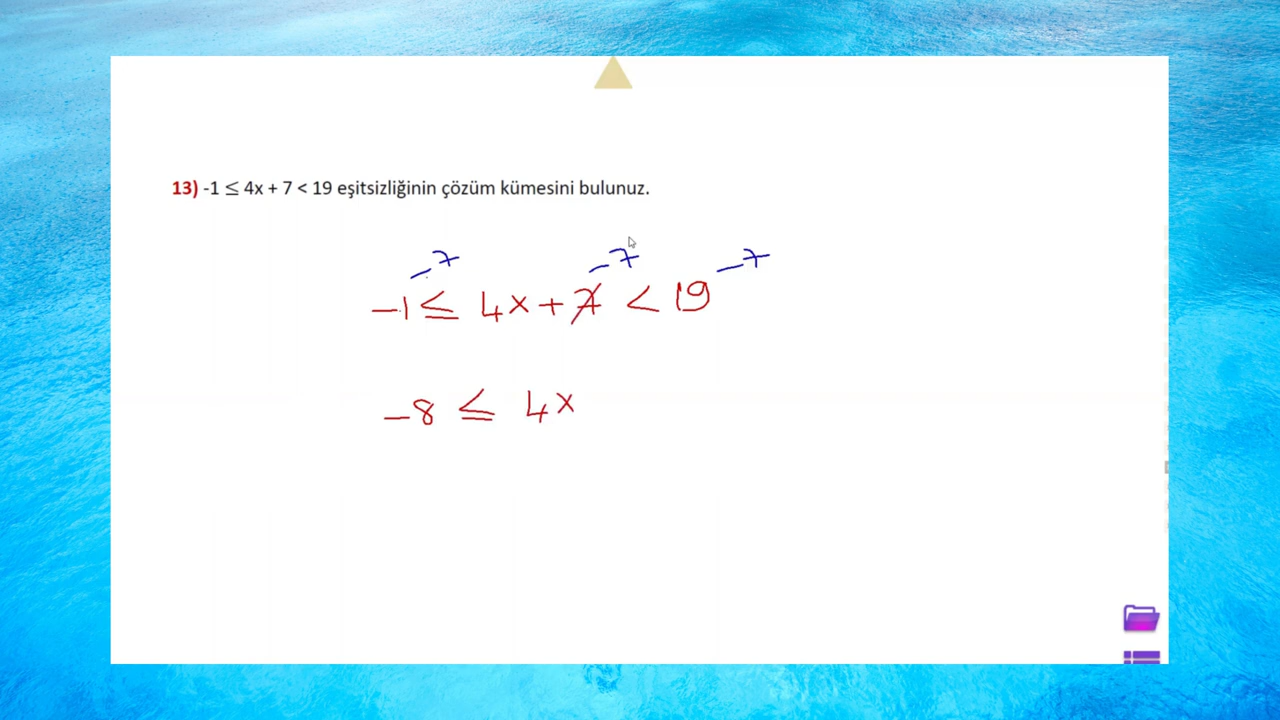 13) -1 ≤ 4x + 7 < 19 eşitsizliğinin çözüm kümesini bulunuz.
-7 -7 -7
-1 ≤ 4x + 7 < 19
-8 ≤ 4x